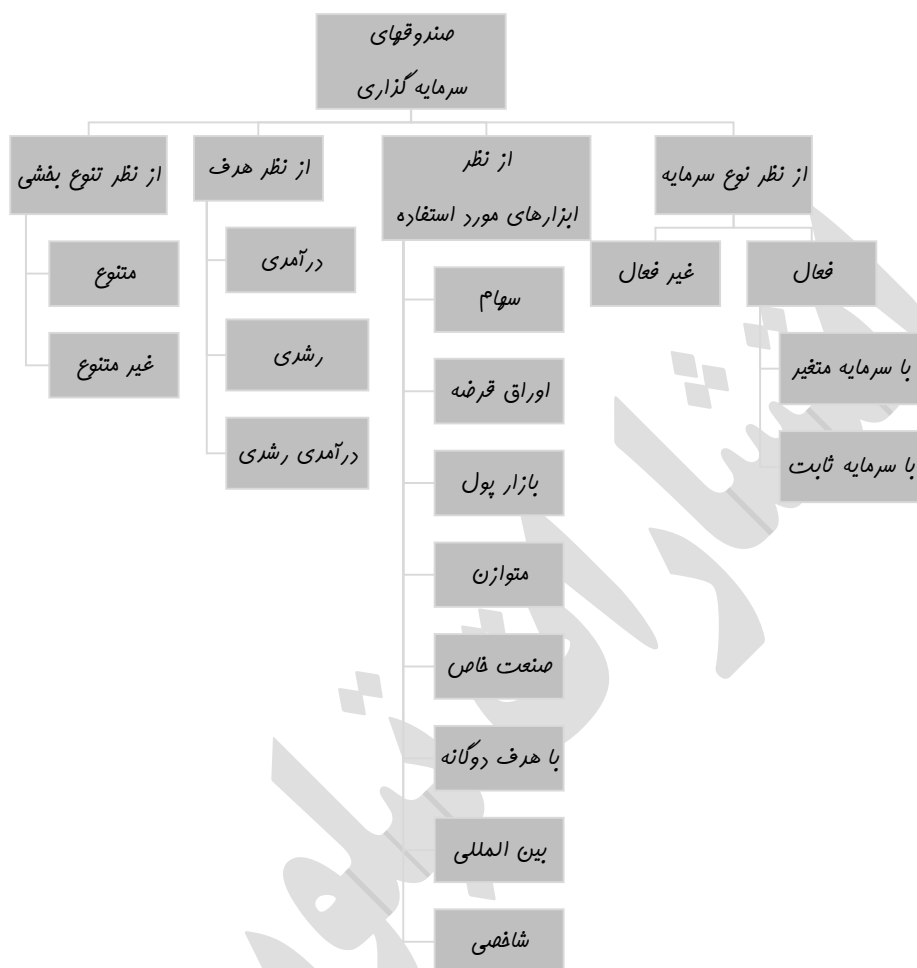 صندوقهای
سرمایه گذاری
از نظر نوع سرمایه
فعال
با سرمایه متغیر
با سرمایه ثابت
غیر فعال
از نظر
ابزارهای مورد استفاده
سهام
اوراق قرضه
بازار پول
متوازن
صنعت خاص
با هدف دوگانه
بین المللی
شاخصی
از نظر هدف
درآمدی
رشدی
درآمدی رشدی
از نظر تنوع بخشی
متنوع
غیر متنوع